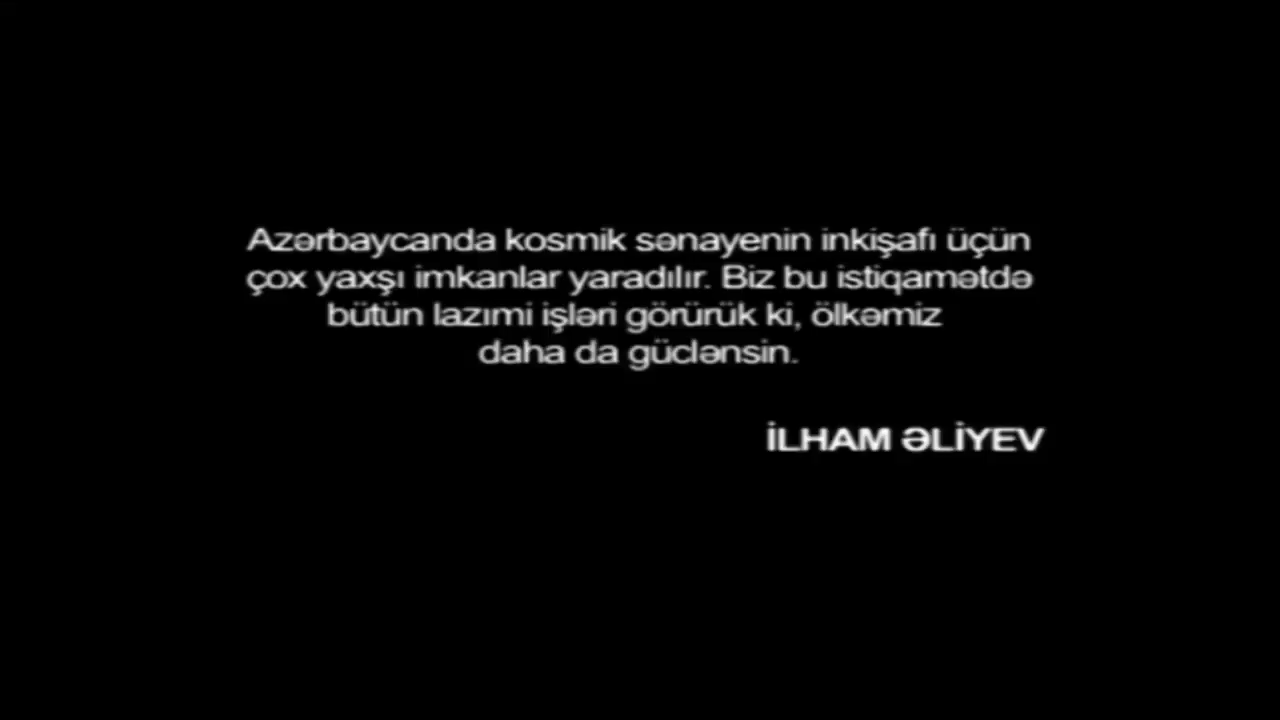 Azərbaycanda kosmik sənayenin inkişafı üçün
çox yaxşı imkanlar yaradılır. Biz bu istiqamətdə
bütün lazımi işləri görürük ki, ölkəmiz
daha da güclənsin.
İLHAM ƏLİYEV